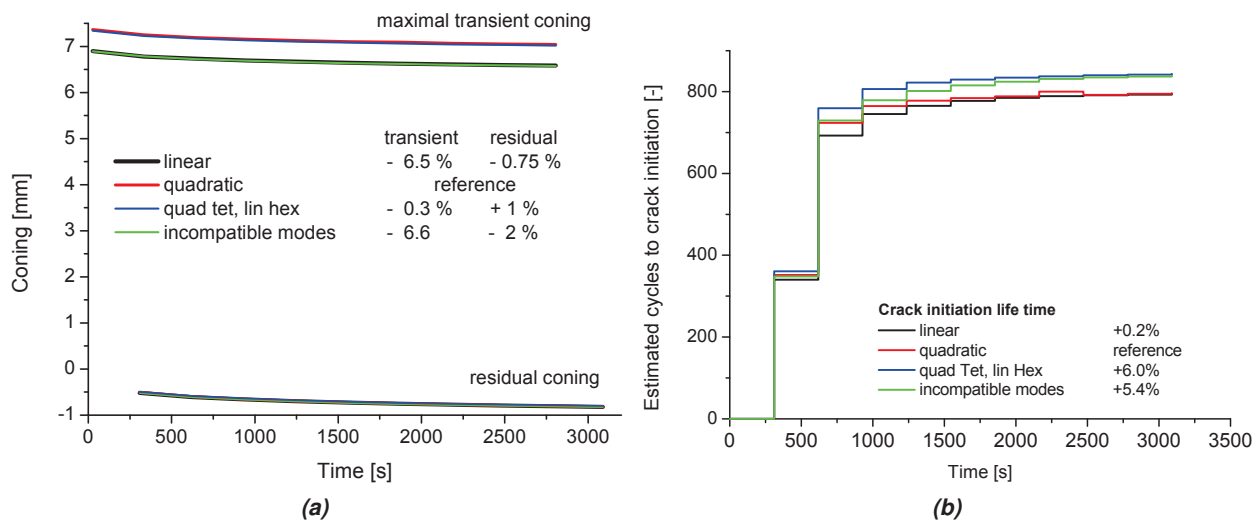 maximal transient coning
7
6
5
4
3
2
1
0
-1
Coning [mm]
transient residual
linear - 6.5 % - 0.75 %
quadratic reference
quad tet, lin hex - 0.3 % + 1 %
incompatible modes - 6.6 - 2 %
residual coning
0 500 1000 1500 2000 2500 3000
Time [s]
(a)
800
600
400
200
0
Estimated cycles to crack initiation [-]
Crack initiation life time
linear +0.2%
quadratic reference
quad Tet, lin Hex +6.0%
incompatible modes +5.4%
0 500 1000 1500 2000 2500 3000 3500
Time [s]
(b)